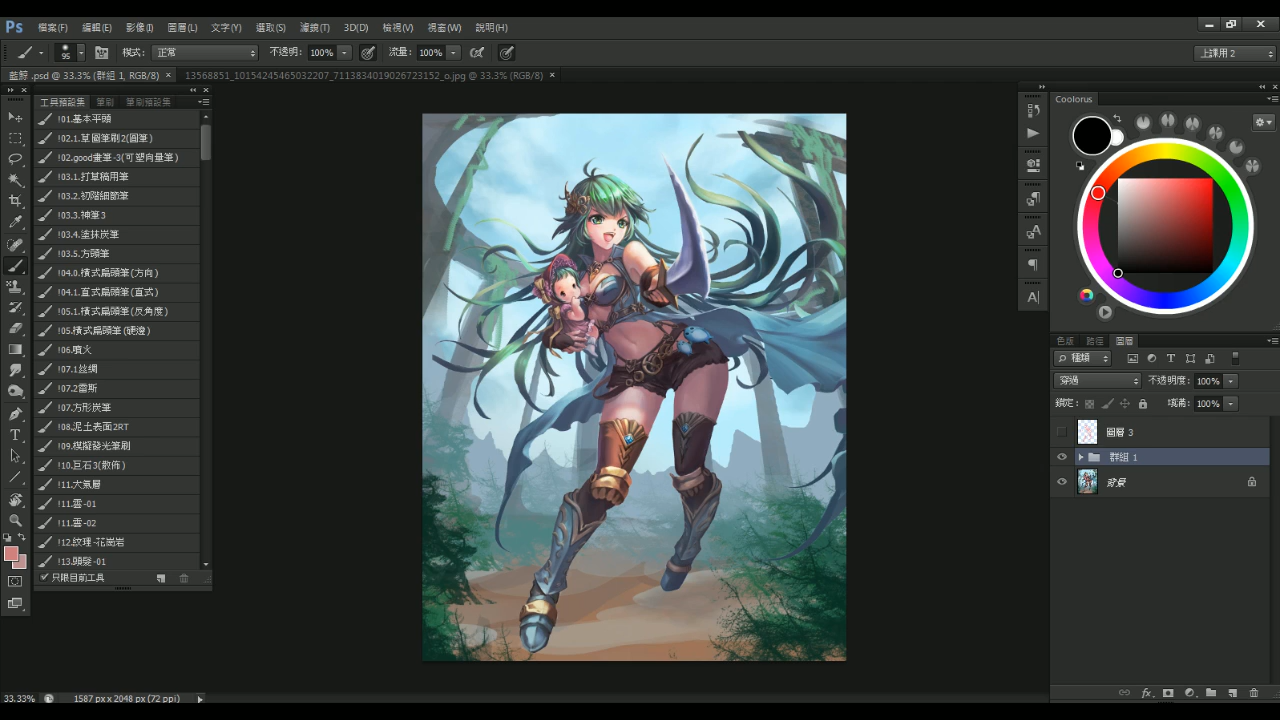 Ps 檔案(F) 編輯(E) 影像(I) 圖層(L) 文字(Y) 選取(S) 濾鏡(T) 3D(D) 檢視(V) 視窗(W) 說明(H)
95 模式: 正常 不透明: 100% 流量: 100% 上課用 2
藍鯨 .psd @ 33.3% (群組 1, RGB/8) × 13568851_10154245465032207_7113834019026723152_o.jpg @ 33.3% (RGB/8) ×
工具預設集 筆刷 筆刷預設集
!01.基本平頭
!02.1.草圖筆刷2(圓筆)
!02.good畫筆-3(可塑向量筆)
!03.1.打草稿用筆
!03.2.初階細節筆
!03.3.神筆3
!03.4.塗抹炭筆
!03.5.方頭筆
!04.0.橫式扁頭筆(方向)
!04.1.直式扁頭筆(直式)
!05.1.橫式扁頭筆(反角度)
!05.橫式扁頭筆(硬邊)
!06.噴火
!07.1絲綢
!07.2雷斯
!07.方形炭筆
!08.泥土表面2RT
!09.模擬發光筆刷
!10.巨石3(散佈)
!11.大氣層
!11.雲-01
!11.雲-02
!12.紋理-花崗岩
!13.頭髮-01
只限目前工具
Coolorus
色版 路徑 圖層
種類
穿過 不透明度: 100%
鎖定: 填滿: 100%
圖層 3
群組 1
背景
33.33% 1587 px x 2048 px (72 ppi)